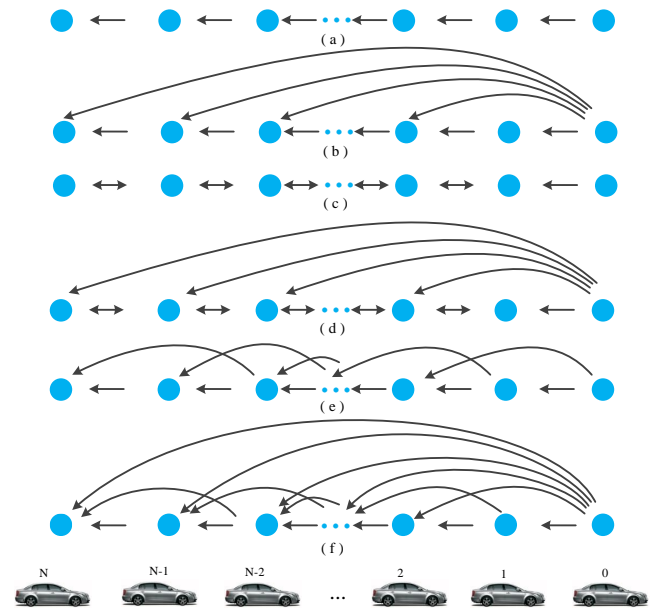 ( a )
( b )
( c )
( d )
( e )
( f )
N N-1 N-2 ... 2 1 0